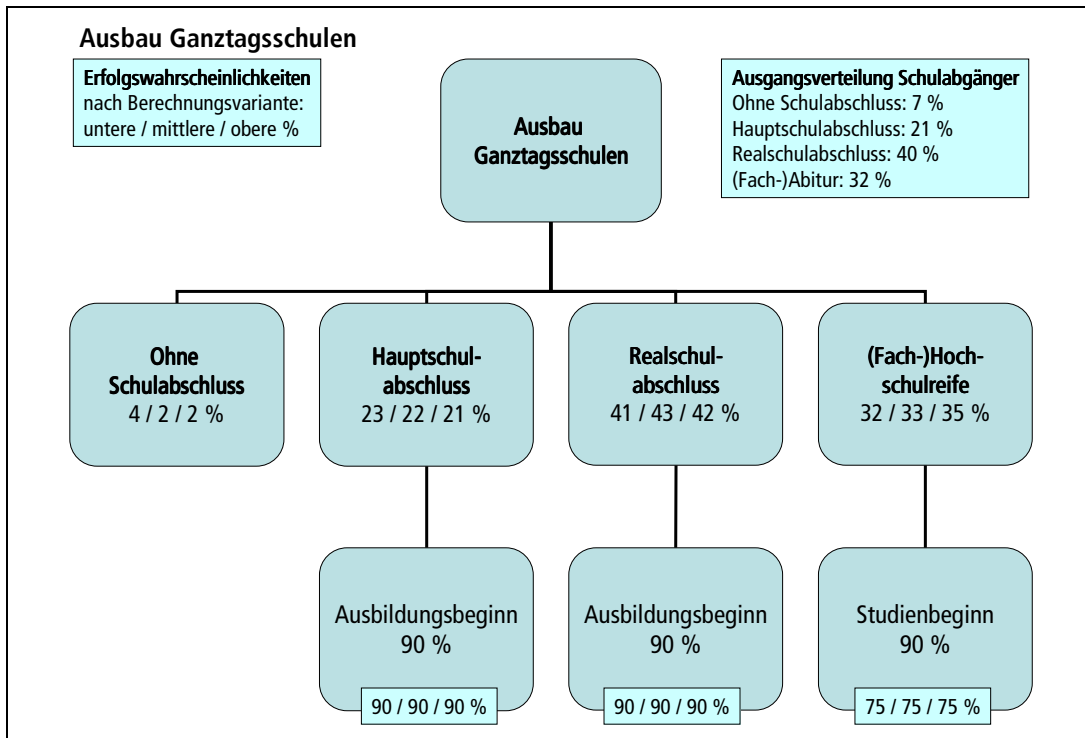 Ausbau Ganztagsschulen
Erfolgswahrscheinlichkeiten
nach Berechnungsvariante:
untere / mittlere / obere %
Ausbau
Ganztagsschulen
Ausgangsverteilung Schulabgänger
Ohne Schulabschluss: 7 %
Hauptschulabschluss: 21 %
Realschulabschluss: 40 %
(Fach-)Abitur: 32 %
Ohne
Schulabschluss
4 / 2 / 2 %
Hauptschul-
abschluss
23 / 22 / 21 %
Realschul-
abschluss
41 / 43 / 42 %
(Fach-)Hoch-
schulreife
32 / 33 / 35 %
Ausbildungsbeginn
90 %
90 / 90 / 90 %
Ausbildungsbeginn
90 %
90 / 90 / 90 %
Studienbeginn
90 %
75 / 75 / 75 %